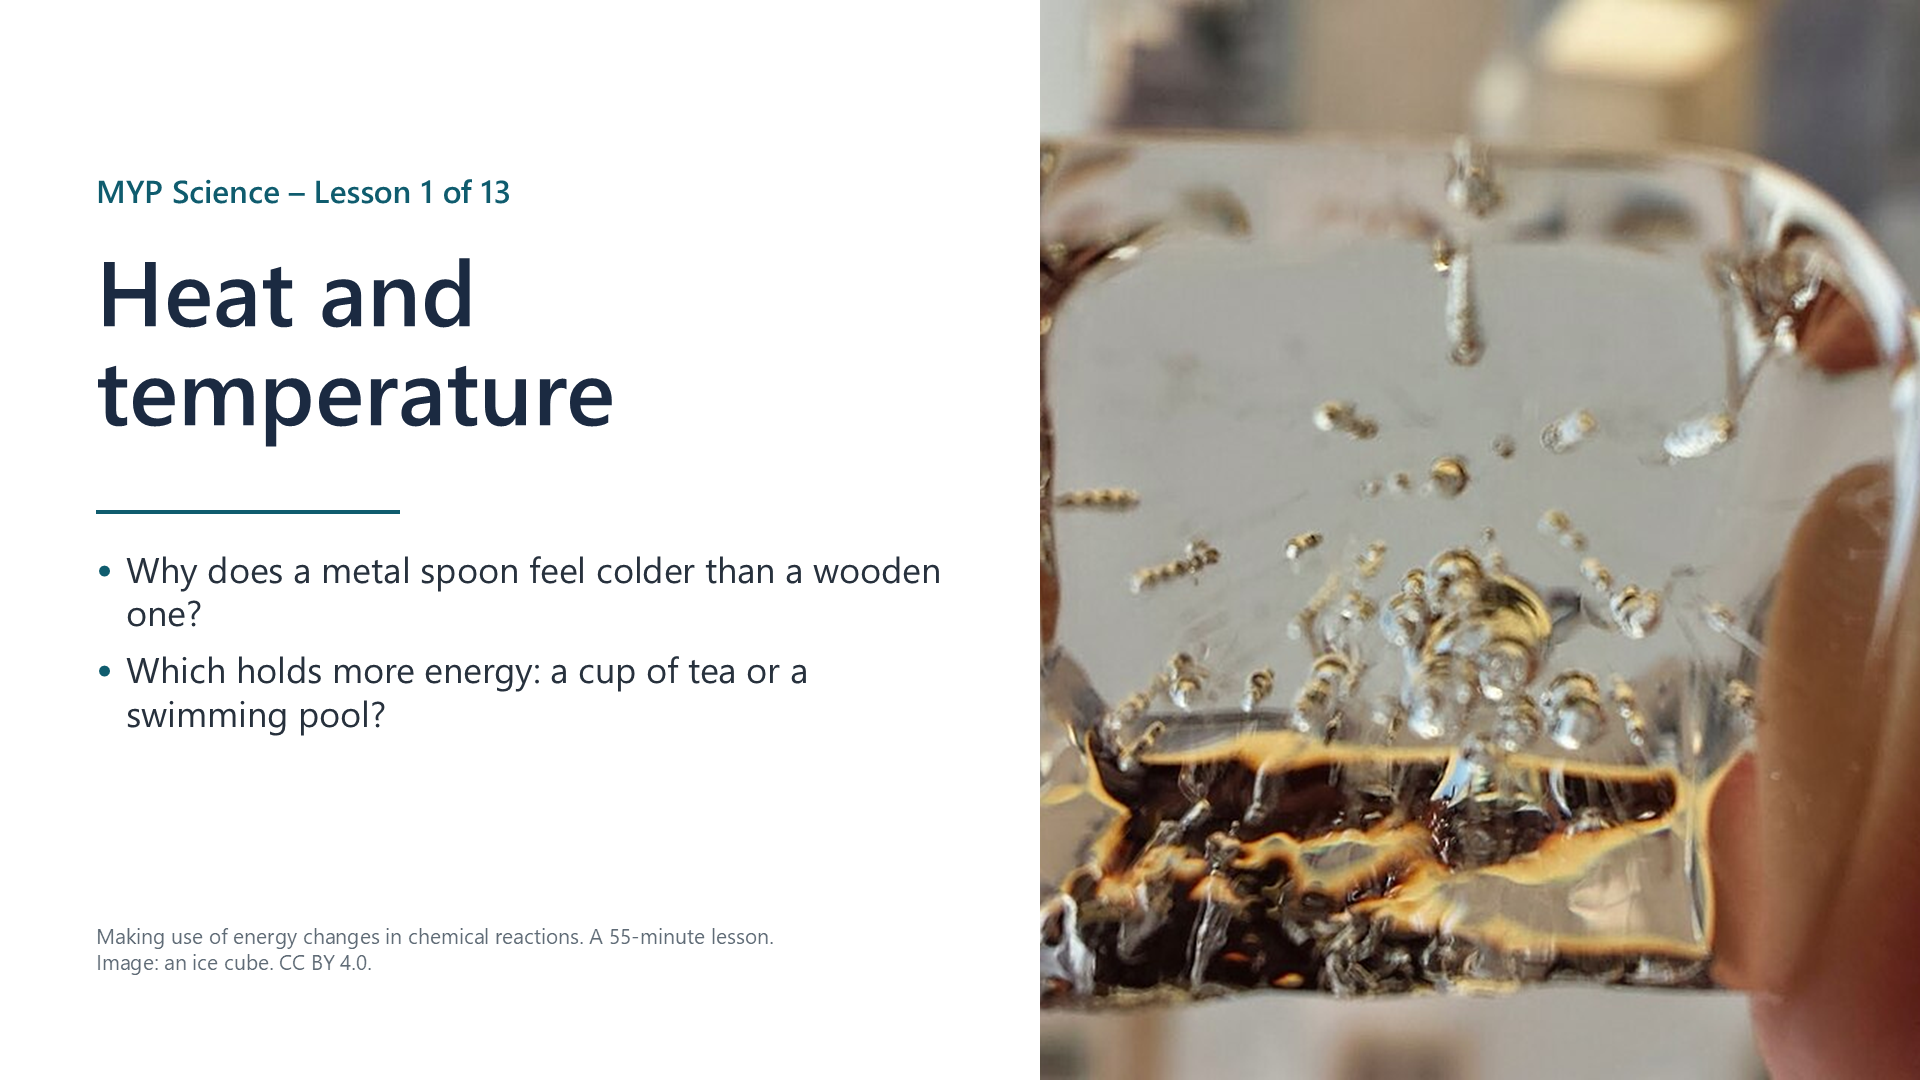 MYP Science – Lesson 1 of 13
Heat and
temperature
• Why does a metal spoon feel colder than a wooden
one?
• Which holds more energy: a cup of tea or a
swimming pool?
Making use of energy changes in chemical reactions. A 55-minute lesson.
Image: an ice cube. CC BY 4.0.